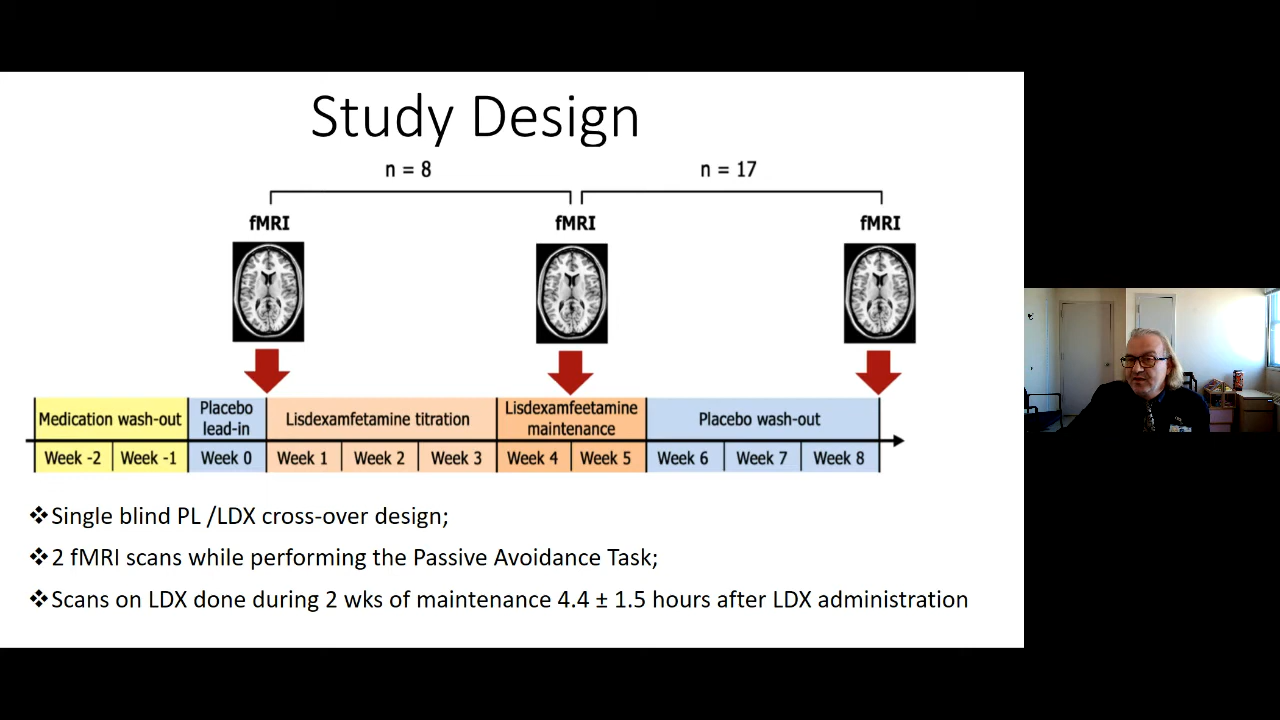 Study Design
n = 8
n = 17
fMRI
fMRI
fMRI
Medication wash-out
Placebo
lead-in
Lisdexamfetamine titration
Lisdexamfeetamine
maintenance
Placebo wash-out
Week -2
Week -1
Week 0
Week 1
Week 2
Week 3
Week 4
Week 5
Week 6
Week 7
Week 8
❖Single blind PL /LDX cross-over design;
❖2 fMRI scans while performing the Passive Avoidance Task;
❖Scans on LDX done during 2 wks of maintenance 4.4 ± 1.5 hours after LDX administration